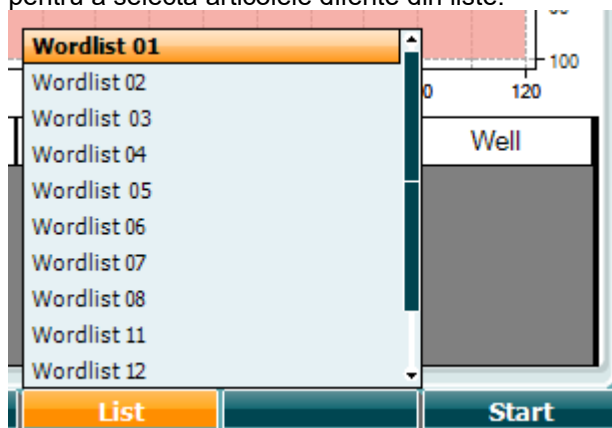 pentru a selecta articolele diferite din liste.
Wordlist 01
Wordlist 02
Wordlist 03
Wordlist 04
Wordlist 05
Wordlist 06
Wordlist 07
Wordlist 08
Wordlist 11
Wordlist 12
100
0 120
Well
List Start